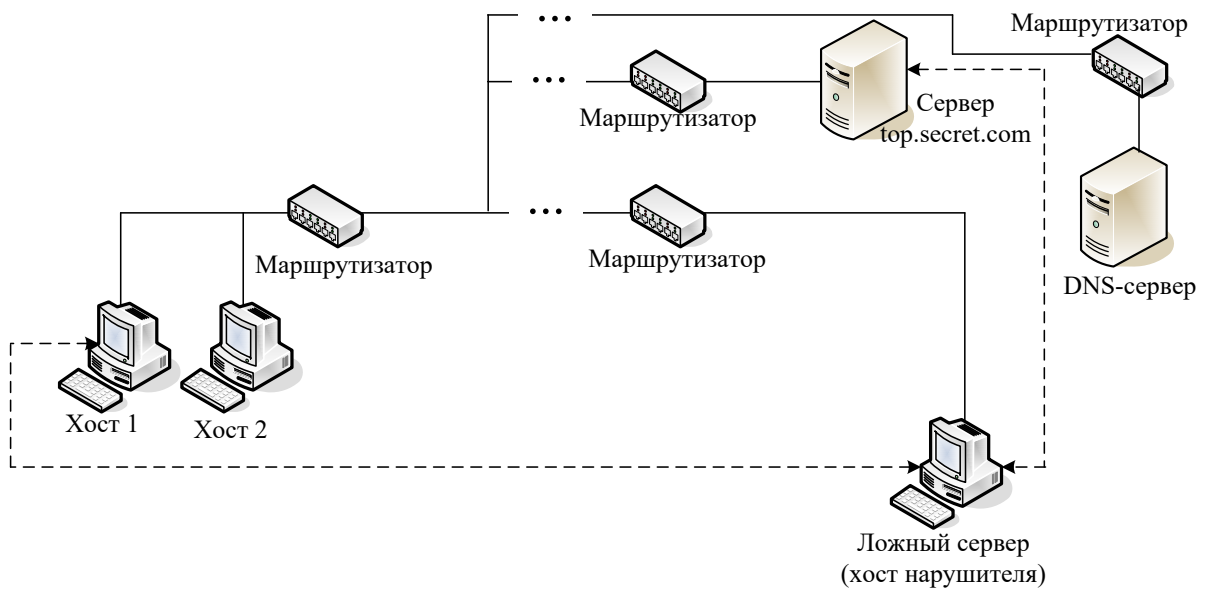 ...
Маршрутизатор
...
Маршрутизатор
Сервер
top.secret.com
...
Маршрутизатор
Маршрутизатор
DNS-сервер
Хост 1
Хост 2
Ложный сервер
(хост нарушителя)